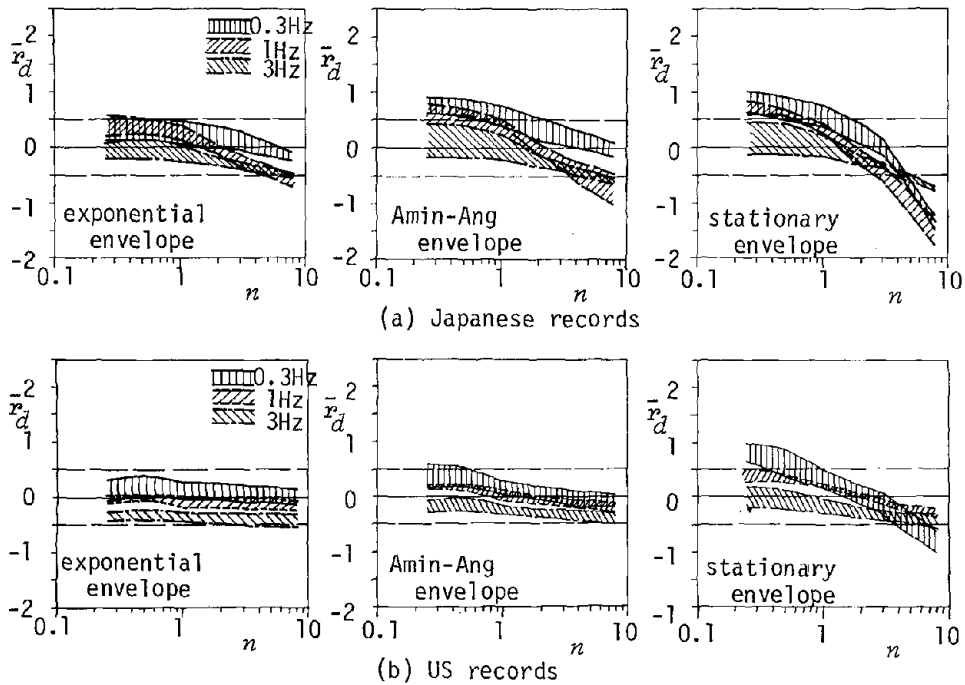 2
1
0
-1
-2
r̄d
0.3Hz
1Hz
3Hz
exponential
envelope
0.1
1
10
n
2
1
0
-1
-2
r̄d
Amin-Ang
envelope
0.1
1
10
n
2
1
0
-1
-2
r̄d
stationary
envelope
0.1
1
10
n
(a) Japanese records
2
1
0
-1
-2
r̄d
0.3Hz
1Hz
3Hz
exponential
envelope
0.1
1
10
n
2
1
0
-1
-2
r̄d
Amin-Ang
envelope
0.1
1
10
n
2
1
0
-1
-1
r̄d
stationary
envelope
0.1
1
10
n
(b) US records